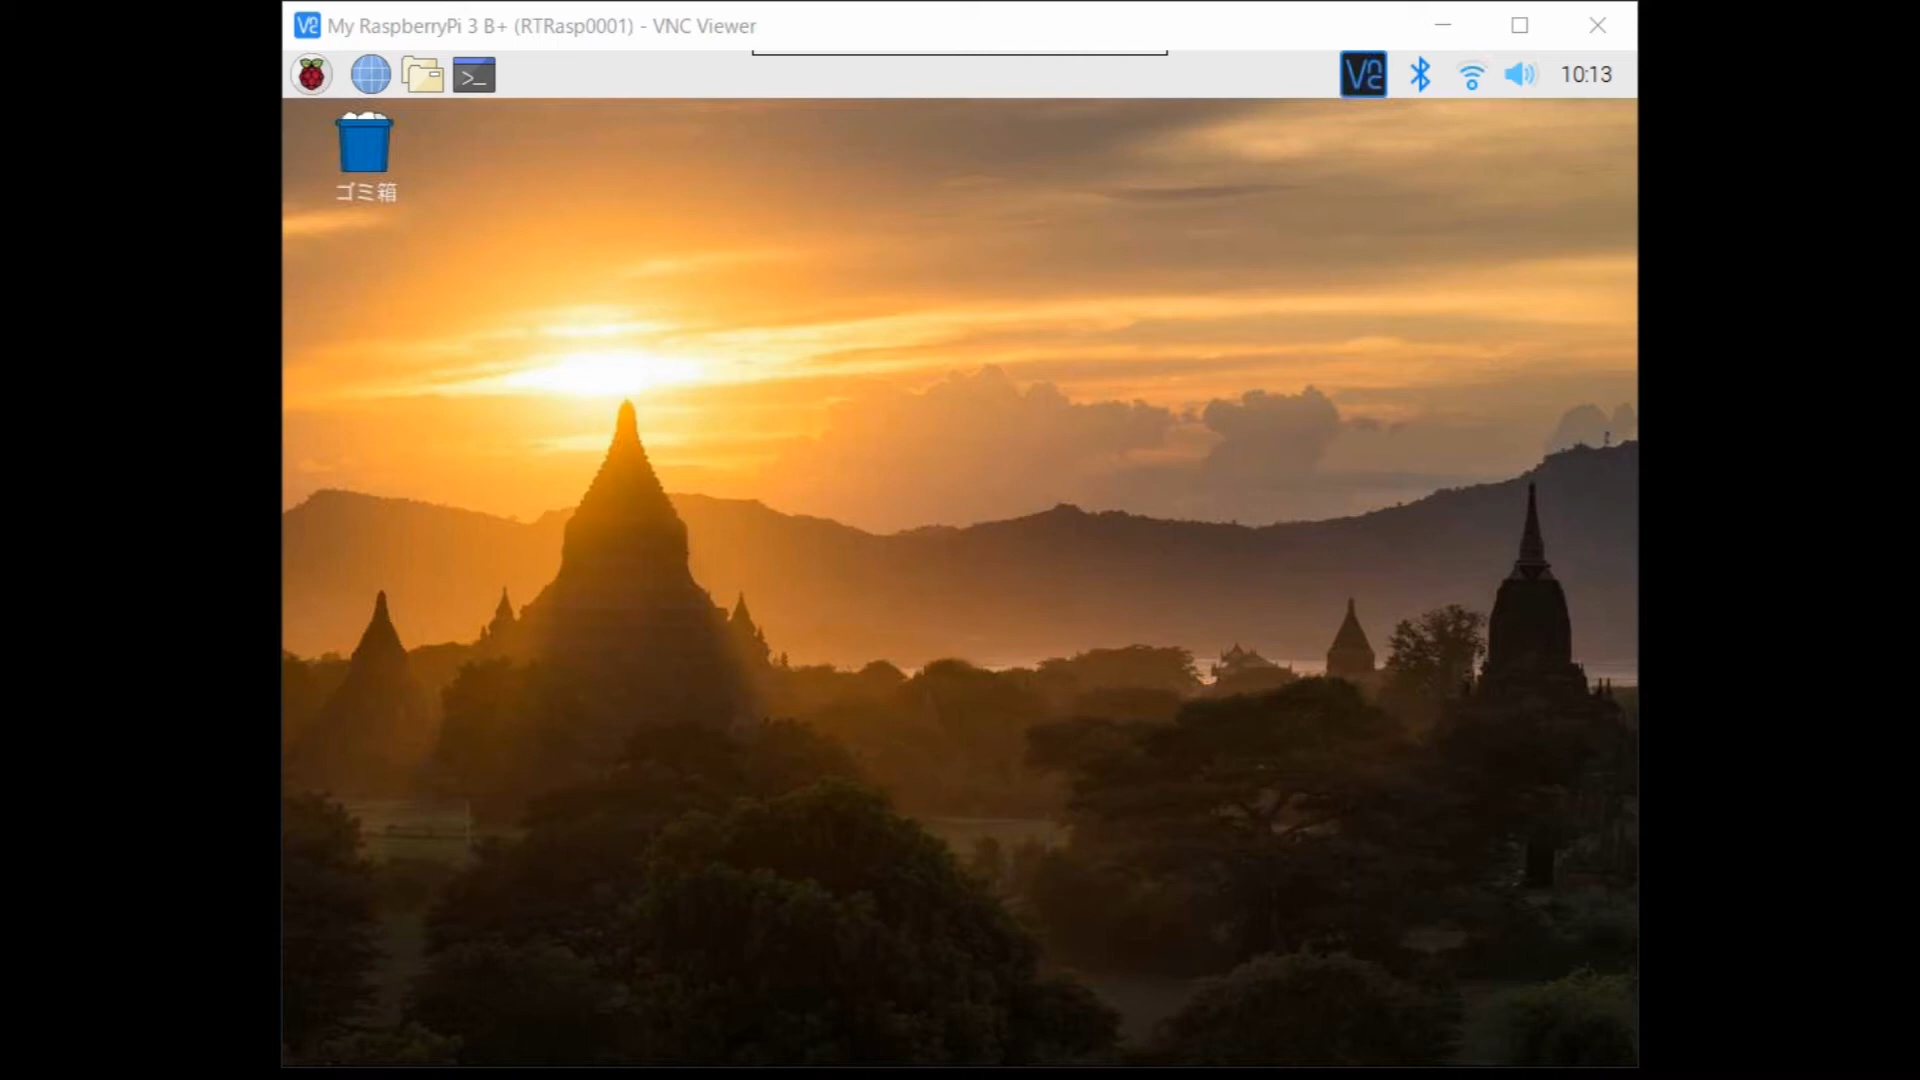 My RaspberryPi 3 B+ (RTRasp0001) - VNC Viewer
10:13
ゴミ箱